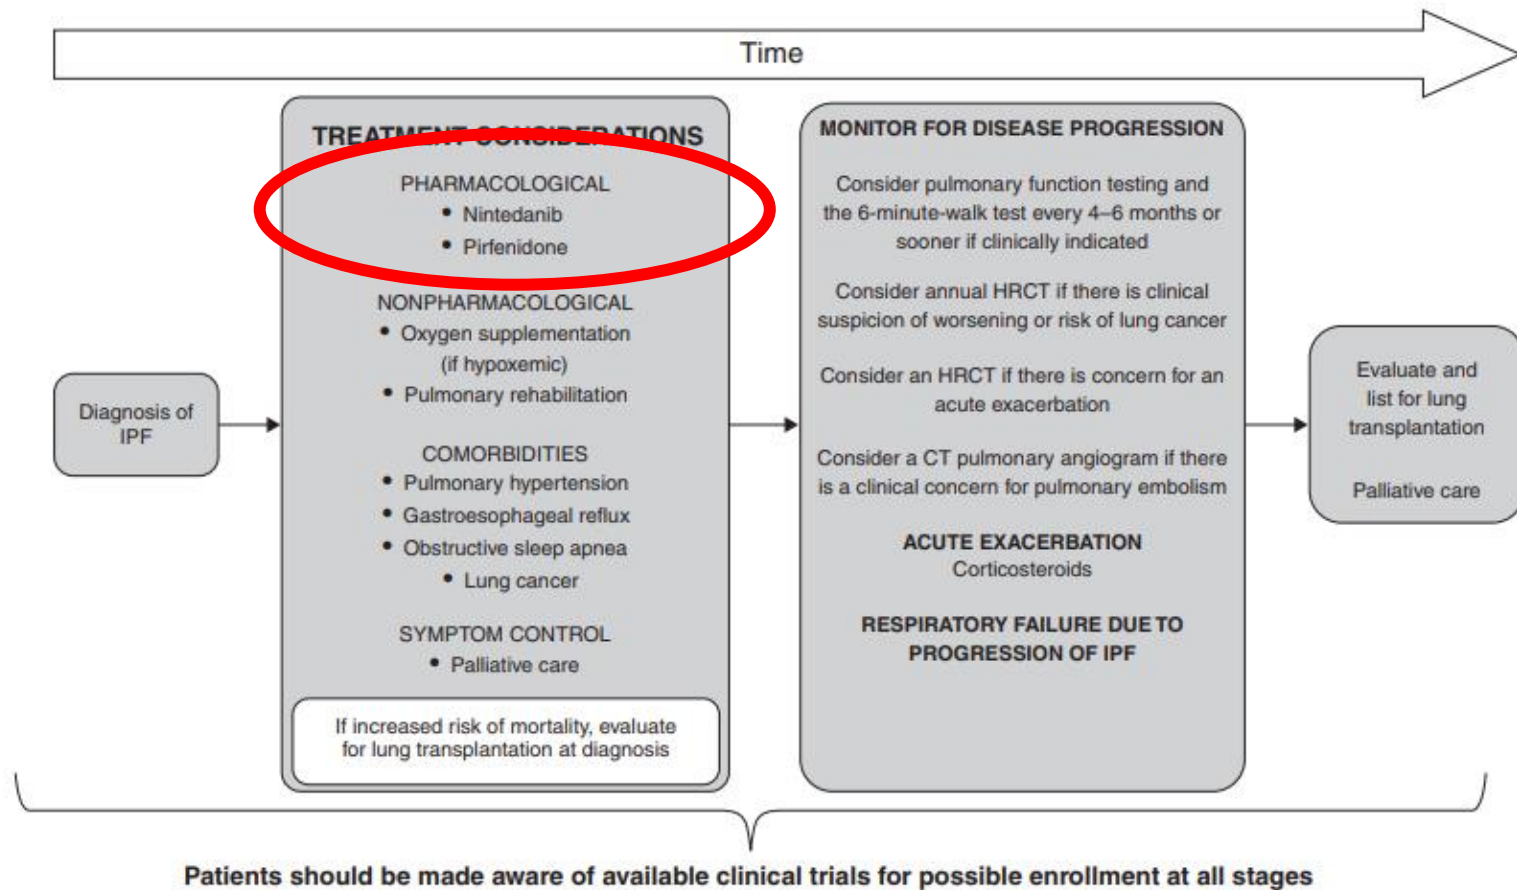 Time
Diagnosis of
IPF
TREATMENT CONSIDERATIONS
PHARMACOLOGICAL
• Nintedanib
• Pirfenidone
NONPHARMACOLOGICAL
• Oxygen supplementation
(if hypoxemic)
• Pulmonary rehabilitation
COMORBIDITIES
• Pulmonary hypertension
• Gastroesophageal reflux
• Obstructive sleep apnea
• Lung cancer
SYMPTOM CONTROL
• Palliative care
If increased risk of mortality, evaluate
for lung transplantation at diagnosis
MONITOR FOR DISEASE PROGRESSION
Consider pulmonary function testing and
the 6-minute-walk test every 4–6 months or
sooner if clinically indicated
Consider annual HRCT if there is clinical
suspicion of worsening or risk of lung cancer
Consider an HRCT if there is concern for an
acute exacerbation
Consider a CT pulmonary angiogram if there
is a clinical concern for pulmonary embolism
ACUTE EXACERBATION
Corticosteroids
RESPIRATORY FAILURE DUE TO
PROGRESSION OF IPF
Evaluate and
list for lung
transplantation
Palliative care
Patients should be made aware of available clinical trials for possible enrollment at all stages